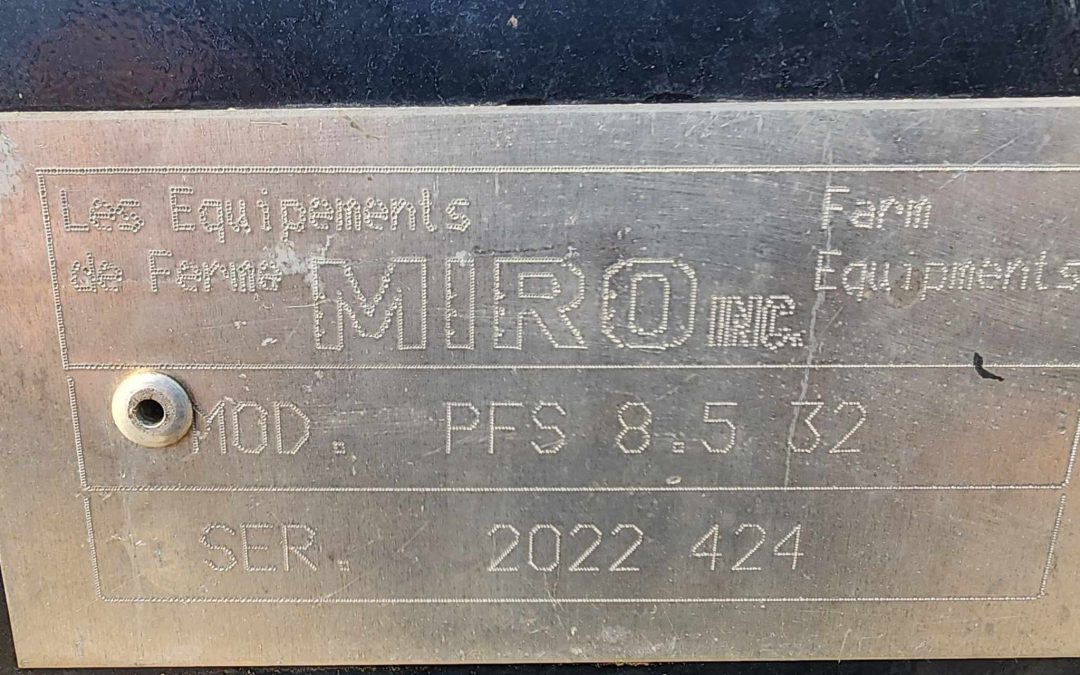 Les Equipements
de Ferme MIRO INC.
Farm
Equipments
MOD. PFS 8.5 32
SER. 2022 424